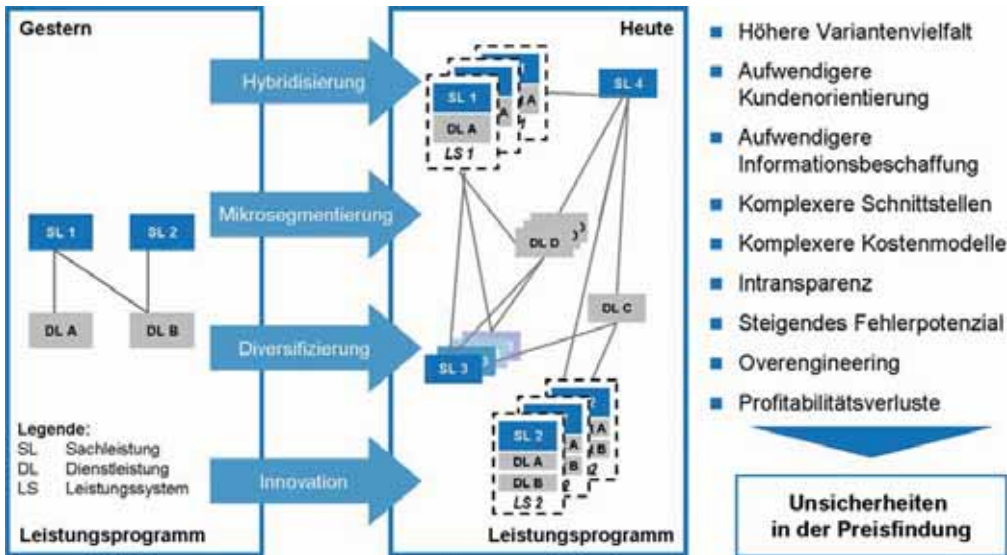 Gestern
SL 1
SL 2
DL A
DL B
Legende:
SL Sachleistung
DL Dienstleistung
LS Leistungssystem
Leistungsprogramm
Hybridisierung
Mikrosegmentierung
Diversifizierung
Innovation
Heute
SL 1
DL A
LS 1
A
A
SL 4
DL D
DL C
SL 3
SL 2
DL A
DL B
LS 2
A
B
A
B
Leistungsprogramm
Höhere Variantenvielfalt
Aufwendigere
Kundenorientierung
Aufwendigere
Informationsbeschaffung
Komplexere Schnittstellen
Komplexere Kostenmodelle
Intransparenz
Steigendes Fehlerpotenzial
Overengineering
Profitabilitätsverluste
Unsicherheiten
in der Preisfindung